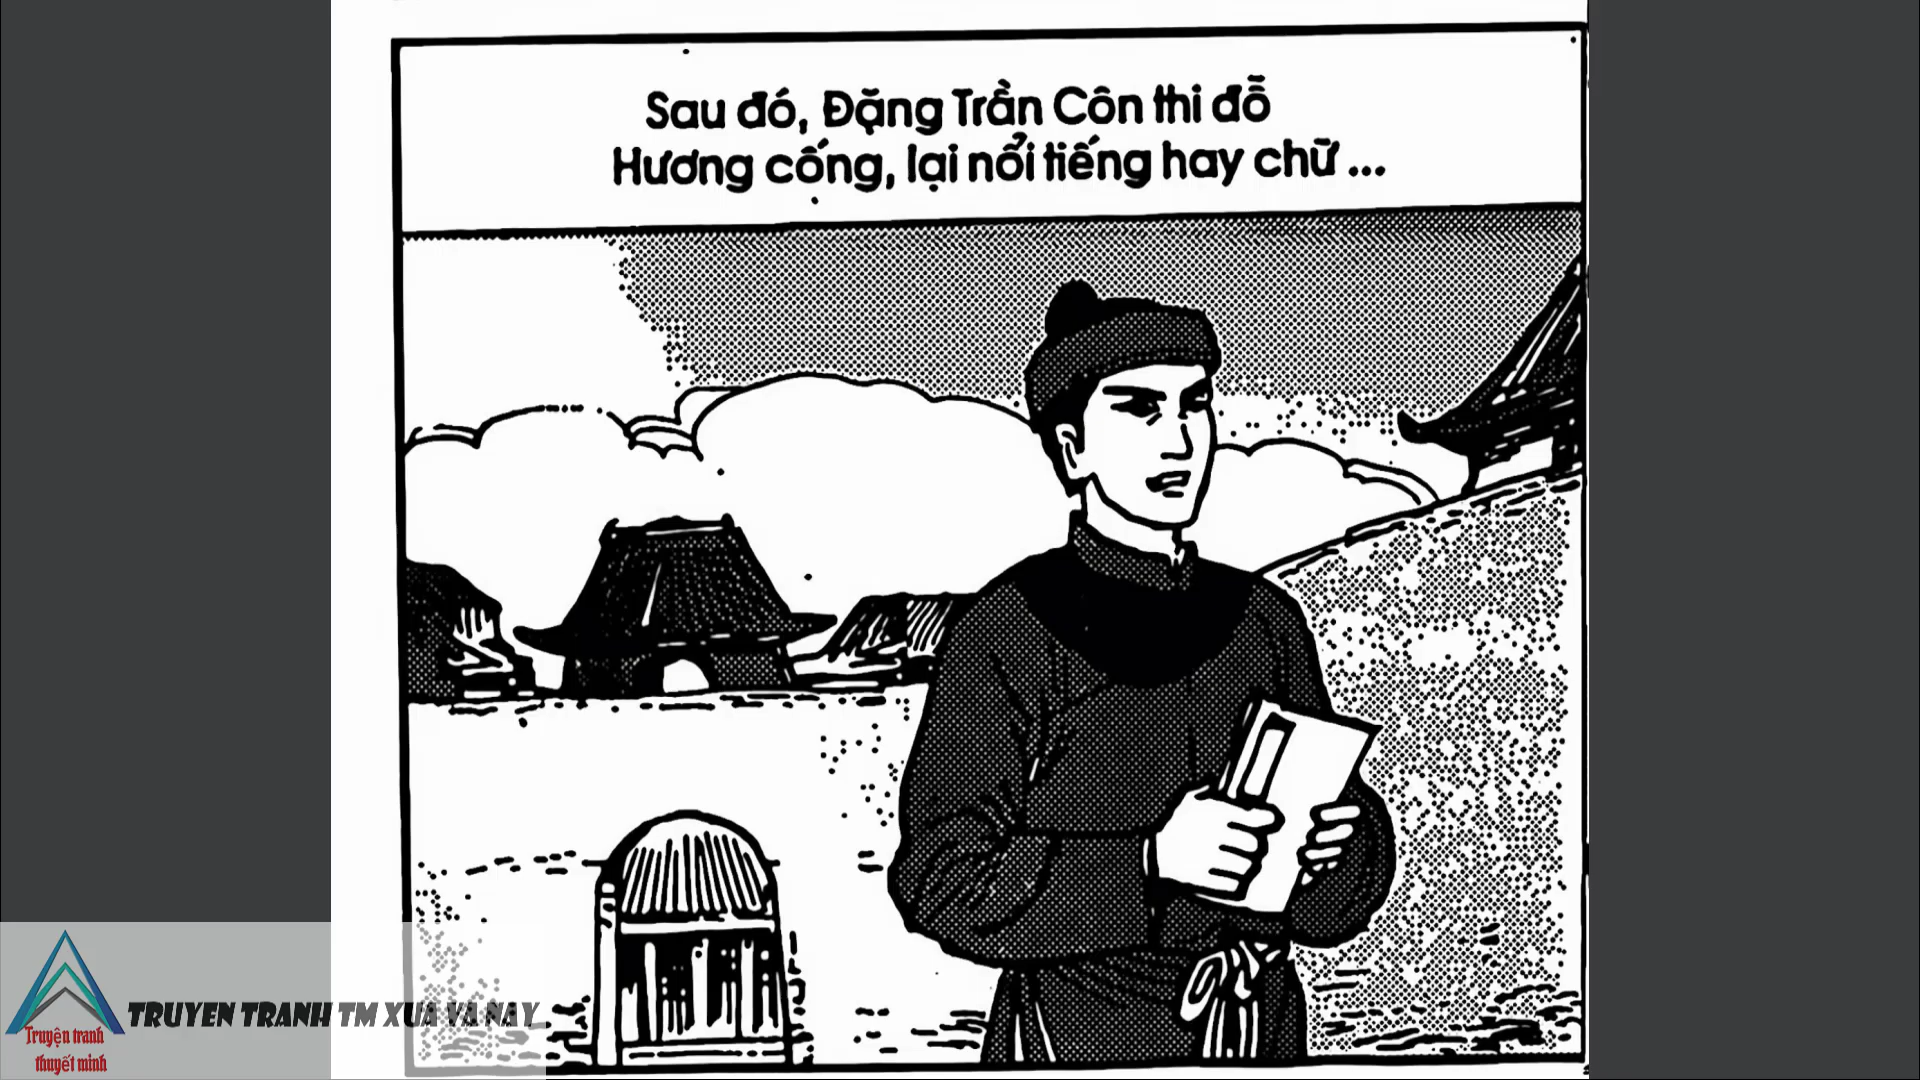 Sau đó, Đặng Trần Côn thi đỗ
Hương cống, lại nổi tiếng hay chữ ...
TRUYEN TRANH TM XUA VA NAY
Truyện tranh
thuyết minh